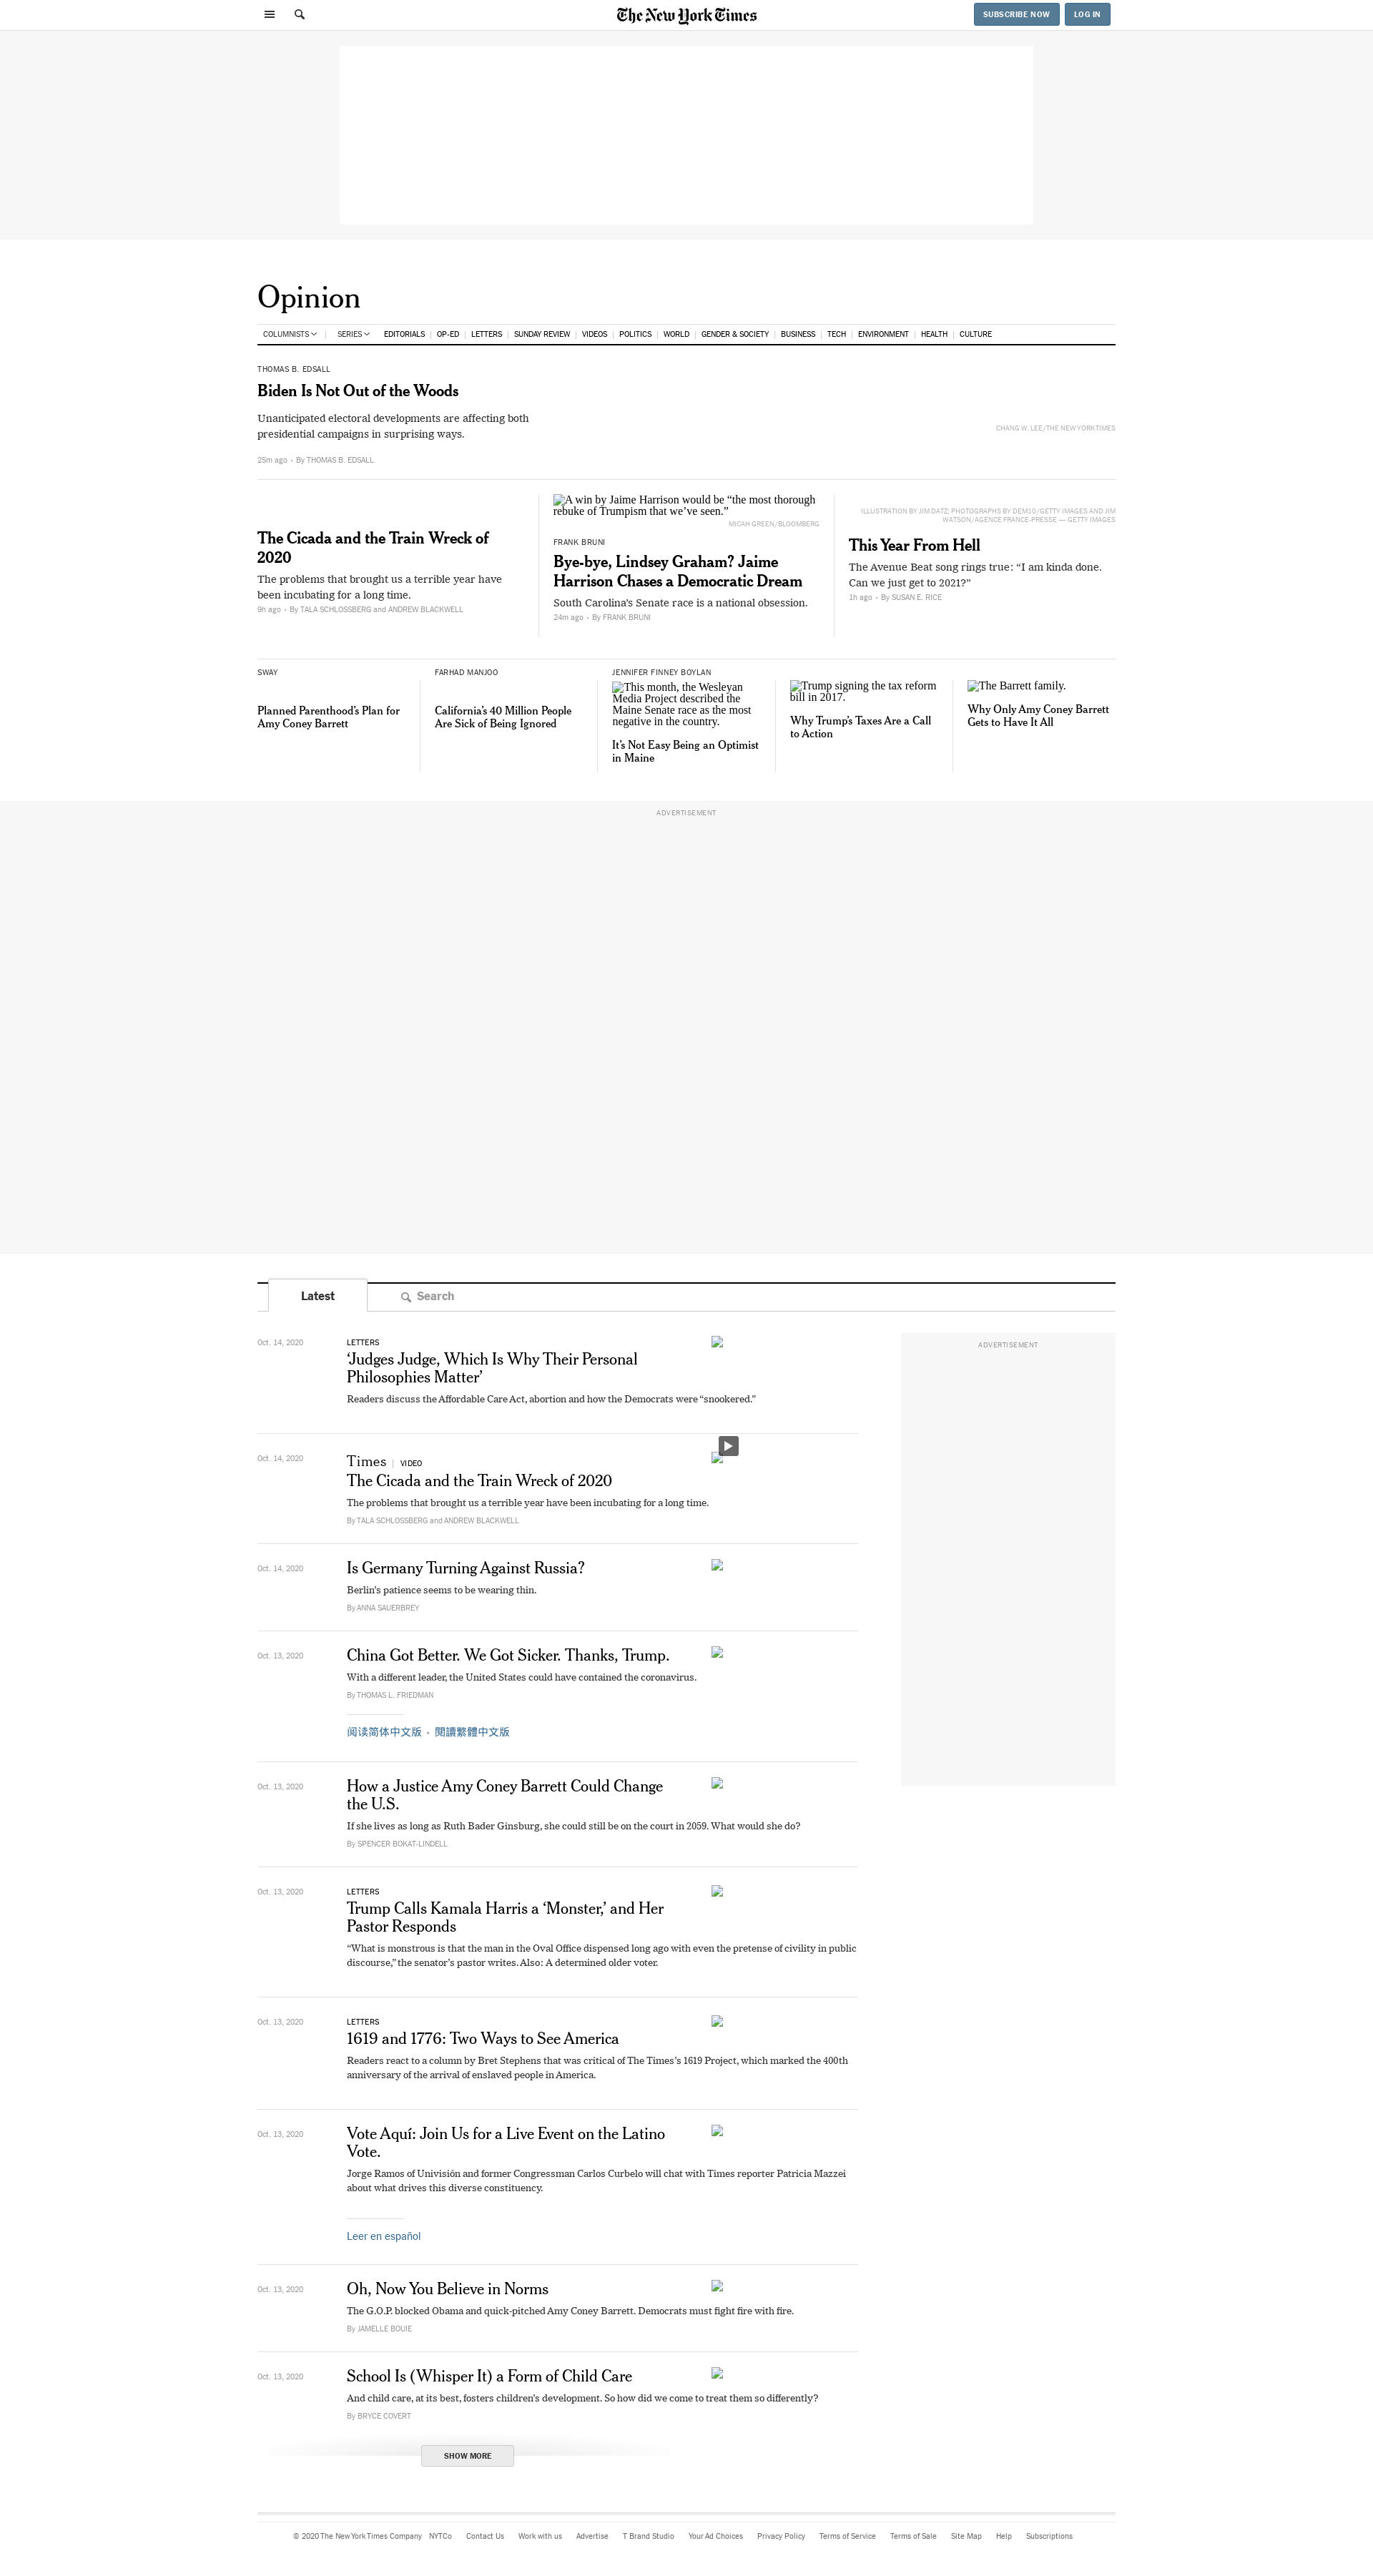 The New York Times
SUBSCRIBE NOW
LOG IN
Opinion
COLUMNISTS | SERIES EDITORIALS | OP-ED | LETTERS | SUNDAY REVIEW | VIDEOS | POLITICS | WORLD | GENDER & SOCIETY | BUSINESS | TECH | ENVIRONMENT | HEALTH | CULTURE
THOMAS B. EDSALL
Biden Is Not Out of the Woods
Unanticipated electoral developments are affecting both
presidential campaigns in surprising ways.
25m ago • By THOMAS B. EDSALL
CHANG W. LEE/THE NEW YORK TIMES
The Cicada and the Train Wreck of
2020
The problems that brought us a terrible year have
been incubating for a long time.
9h ago • By TALA SCHLOSSBERG and ANDREW BLACKWELL
A win by Jaime Harrison would be “the most thorough
rebuke of Trumpism that we’ve seen.”
MICAH GREEN/BLOOMBERG
FRANK BRUNI
Bye-bye, Lindsey Graham? Jaime
Harrison Chases a Democratic Dream
South Carolina’s Senate race is a national obsession.
24m ago • By FRANK BRUNI
ILLUSTRATION BY JIM DATZ; PHOTOGRAPHS BY DEM10/GETTY IMAGES AND JIM
WATSON/AGENCE FRANCE-PRESSE — GETTY IMAGES
This Year From Hell
The Avenue Beat song rings true: “I am kinda done.
Can we just get to 2021?”
1h ago • By SUSAN E. RICE
SWAY
Planned Parenthood’s Plan for
Amy Coney Barrett
FARHAD MANJOO
California’s 40 Million People
Are Sick of Being Ignored
JENNIFER FINNEY BOYLAN
This month, the Wesleyan
Media Project described the
Maine Senate race as the most
negative in the country.
It’s Not Easy Being an Optimist
in Maine
Trump signing the tax reform
bill in 2017.
Why Trump’s Taxes Are a Call
to Action
The Barrett family.
Why Only Amy Coney Barrett
Gets to Have It All
ADVERTISEMENT
Latest
Search
ADVERTISEMENT
Oct. 14, 2020
LETTERS
‘Judges Judge, Which Is Why Their Personal
Philosophies Matter’
Readers discuss the Affordable Care Act, abortion and how the Democrats were “snookered.”
Oct. 14, 2020
Times | VIDEO
The Cicada and the Train Wreck of 2020
The problems that brought us a terrible year have been incubating for a long time.
By TALA SCHLOSSBERG and ANDREW BLACKWELL
Oct. 14, 2020
Is Germany Turning Against Russia?
Berlin’s patience seems to be wearing thin.
By ANNA SAUERBREY
Oct. 13, 2020
China Got Better. We Got Sicker. Thanks, Trump.
With a different leader, the United States could have contained the coronavirus.
By THOMAS L. FRIEDMAN
阅读简体中文版 • 閱讀繁體中文版
Oct. 13, 2020
How a Justice Amy Coney Barrett Could Change
the U.S.
If she lives as long as Ruth Bader Ginsburg, she could still be on the court in 2059. What would she do?
By SPENCER BOKAT-LINDELL
Oct. 13, 2020
LETTERS
Trump Calls Kamala Harris a ‘Monster,’ and Her
Pastor Responds
“What is monstrous is that the man in the Oval Office dispensed long ago with even the pretense of civility in public
discourse,” the senator’s pastor writes. Also: A determined older voter.
Oct. 13, 2020
LETTERS
1619 and 1776: Two Ways to See America
Readers react to a column by Bret Stephens that was critical of The Times’s 1619 Project, which marked the 400th
anniversary of the arrival of enslaved people in America.
Oct. 13, 2020
Vote Aquí: Join Us for a Live Event on the Latino
Vote.
Jorge Ramos of Univisión and former Congressman Carlos Curbelo will chat with Times reporter Patricia Mazzei
about what drives this diverse constituency.
Leer en español
Oct. 13, 2020
Oh, Now You Believe in Norms
The G.O.P. blocked Obama and quick-pitched Amy Coney Barrett. Democrats must fight fire with fire.
By JAMELLE BOUIE
Oct. 13, 2020
School Is (Whisper It) a Form of Child Care
And child care, at its best, fosters children’s development. So how did we come to treat them so differently?
By BRYCE COVERT
SHOW MORE
© 2020 The New York Times Company NYTCo Contact Us Work with us Advertise T Brand Studio Your Ad Choices Privacy Policy Terms of Service Terms of Sale Site Map Help Subscriptions